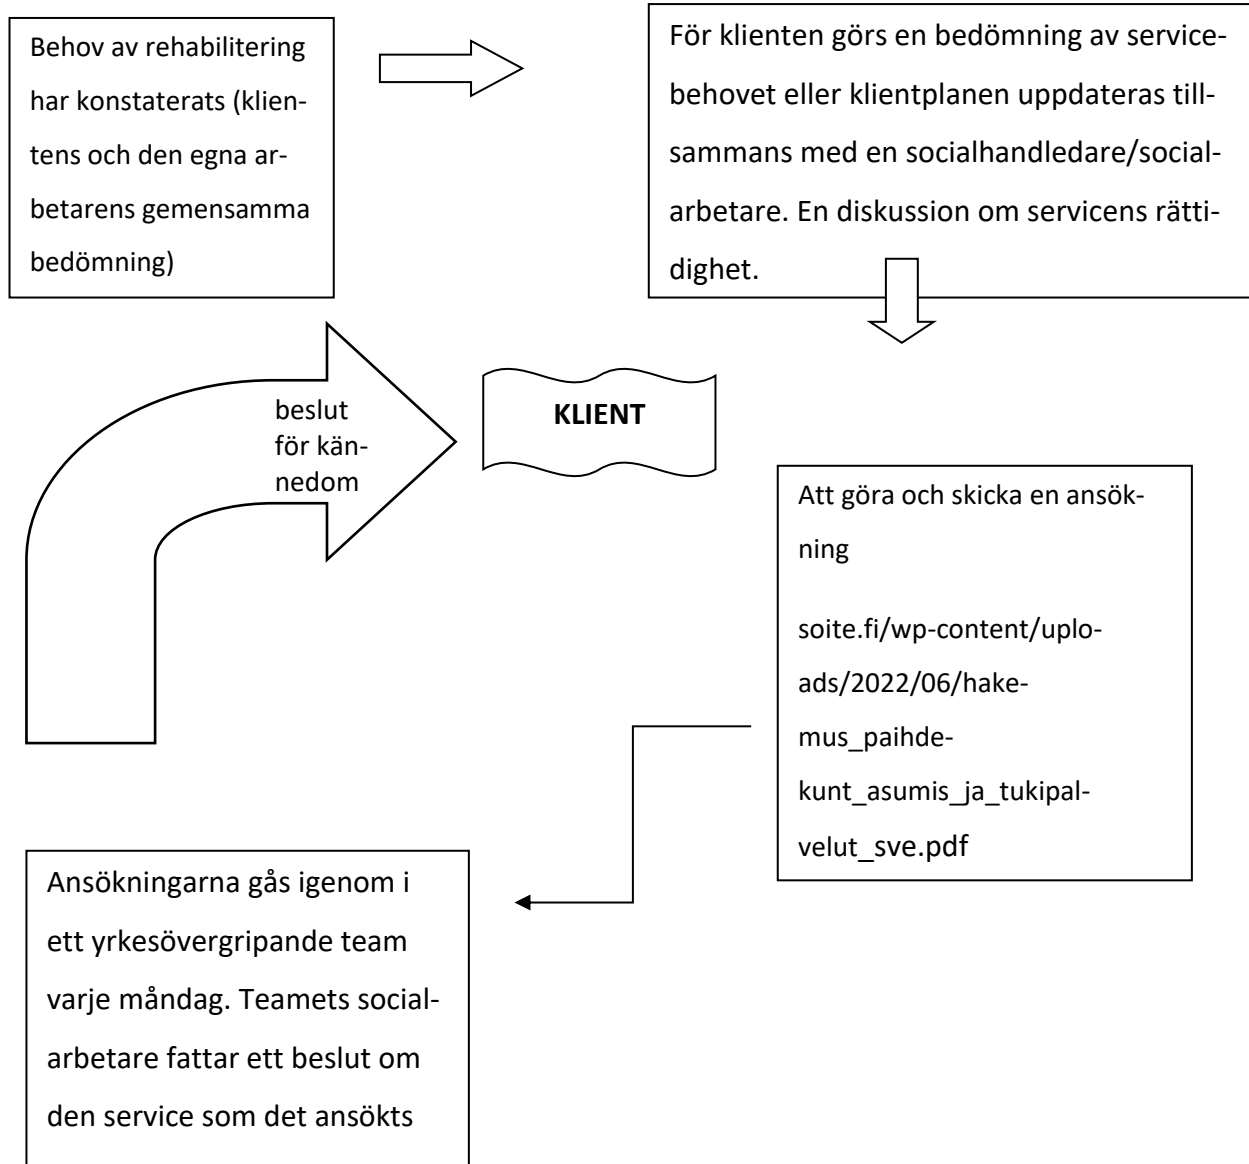 Behov av rehabilitering
har konstaterats (klien-
tens och den egna ar-
betarens gemensamma
bedömning)
För klienten görs en bedömning av service-
behovet eller klientplanen uppdateras till-
sammans med en socialhandledare/social-
arbetare. En diskussion om servicens rätti-
dighet.
beslut
för kän-
nedom
KLIENT
Att göra och skicka en ansök-
ning
soite.fi/wp-content/uplo-
ads/2022/06/hake-
mus_paihde-
kunt_asumis_ja_tukipal-
velut_sve.pdf
Ansökningarna gås igenom i
ett yrkesövergripande team
varje måndag. Teamets social-
arbetare fattar ett beslut om
den service som det ansökts